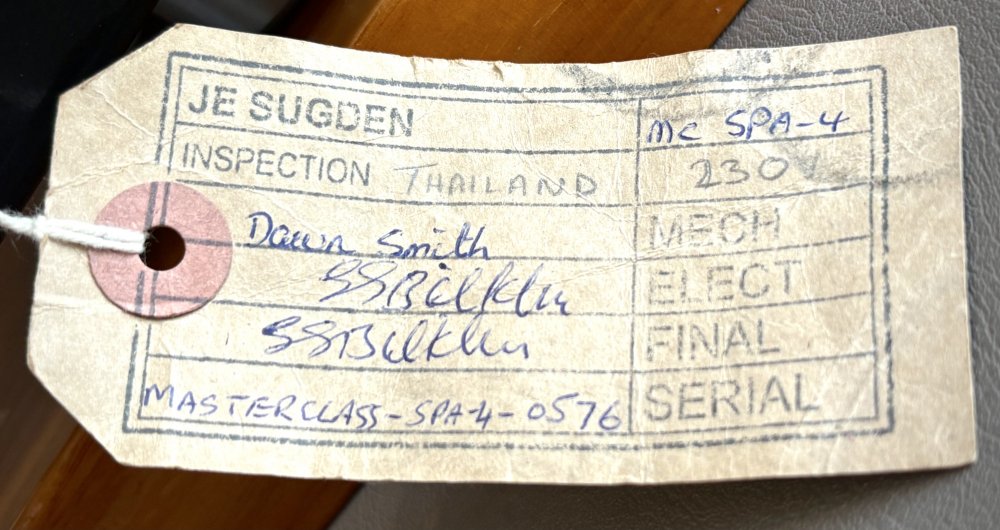 JE SUGDEN MC SPA-4
INSPECTION THAILAND 230V
Dawn Smith MECH
ELECT
FINAL
MASTERCLASS-SPA-4-0576 SERIAL